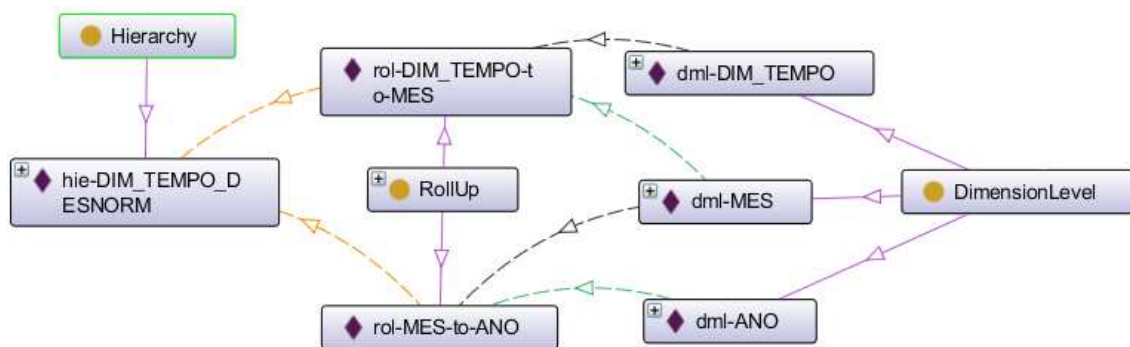 Hierarchy
rol-DIM_TEMPO-t
o-MES
dml-DIM_TEMPO
hie-DIM_TEMPO_D
ESNORM
RollUp
dml-MES
DimensionLevel
rol-MES-to-ANO
dml-ANO